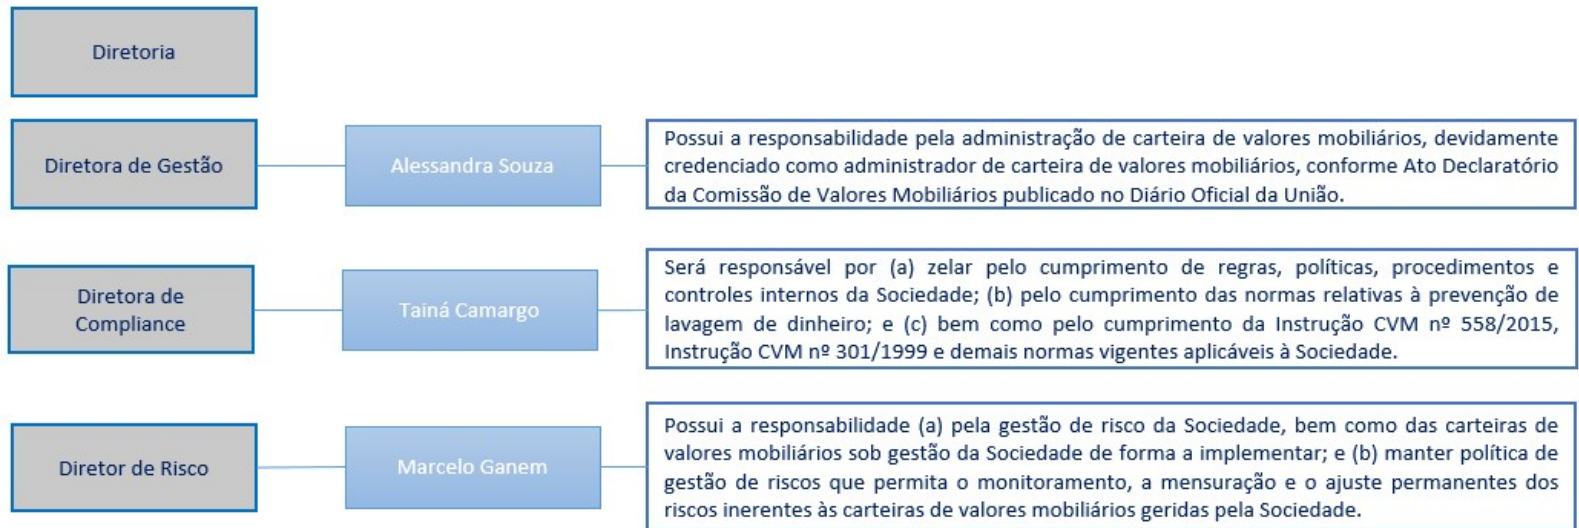 Diretoria
Diretora de Gestão
Alessandra Souza
Possui a responsabilidade pela administração de carteira de valores mobiliários, devidamente
credenciado como administrador de carteira de valores mobiliários, conforme Ato Declaratório
da Comissão de Valores Mobiliários publicado no Diário Oficial da União.
Diretora de
Compliance
Tainá Camargo
Será responsável por (a) zelar pelo cumprimento de regras, políticas, procedimentos e
controles internos da Sociedade; (b) pelo cumprimento das normas relativas à prevenção de
lavagem de dinheiro; e (c) bem como pelo cumprimento da Instrução CVM nº 558/2015,
Instrução CVM nº 301/1999 e demais normas vigentes aplicáveis à Sociedade.
Diretor de Risco
Marcelo Ganem
Possui a responsabilidade (a) pela gestão de risco da Sociedade, bem como das carteiras de
valores mobiliários sob gestão da Sociedade de forma a implementar; e (b) manter política de
gestão de riscos que permita o monitoramento, a mensuração e o ajuste permanentes dos
riscos inerentes às carteiras de valores mobiliários geridas pela Sociedade.